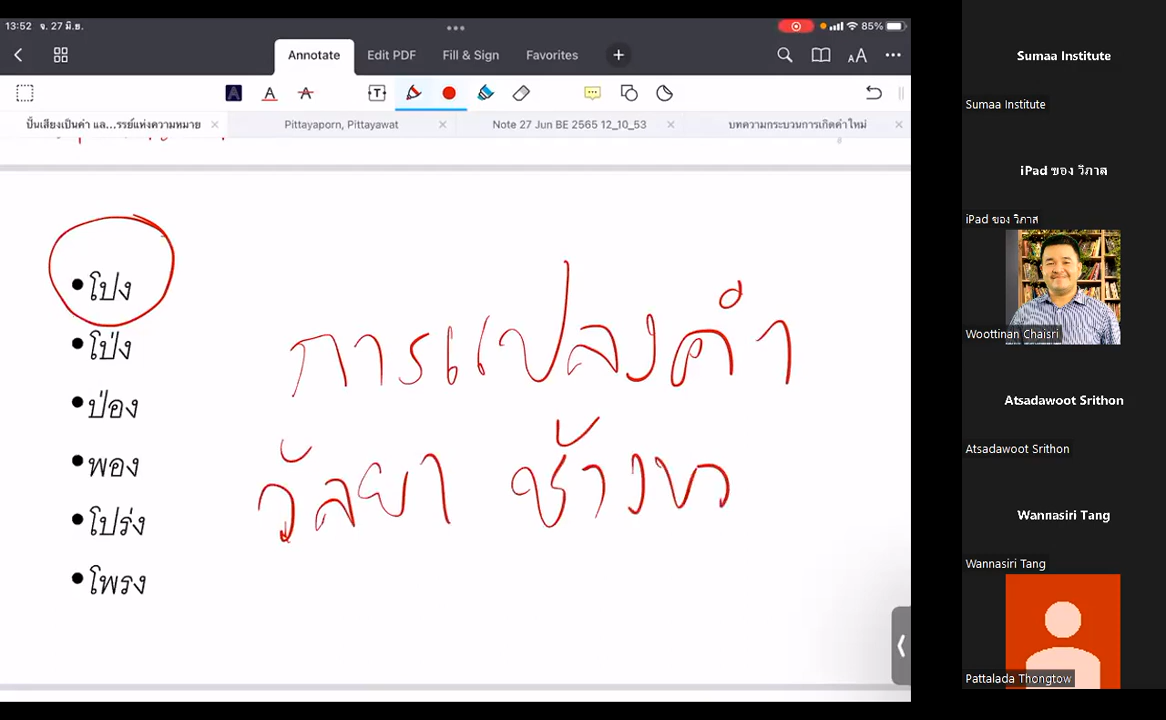 13:52 จ. 27 มิ.ย.
85%
Annotate Edit PDF Fill & Sign Favorites
ปั้นเสียงเป็นคำ แล...รรย์แห่งความหมาย
Pittayaporn, Pittayawat
Note 27 Jun BE 2565 12_10_53
บทความกระบวนการเกิดคำใหม่
•โปง
•โป่ง
•ป่อง
•พอง
•โปร่ง
•โพรง
การแปลงคำ
วัลยา ช้างขว
Sumaa Institute
Sumaa Institute
iPad ของ วิภาส
iPad ของ วิภาส
Woottinan Chaisri
Atsadawoot Srithon
Atsadawoot Srithon
Wannasiri Tang
Wannasiri Tang
Pattalada Thongtow